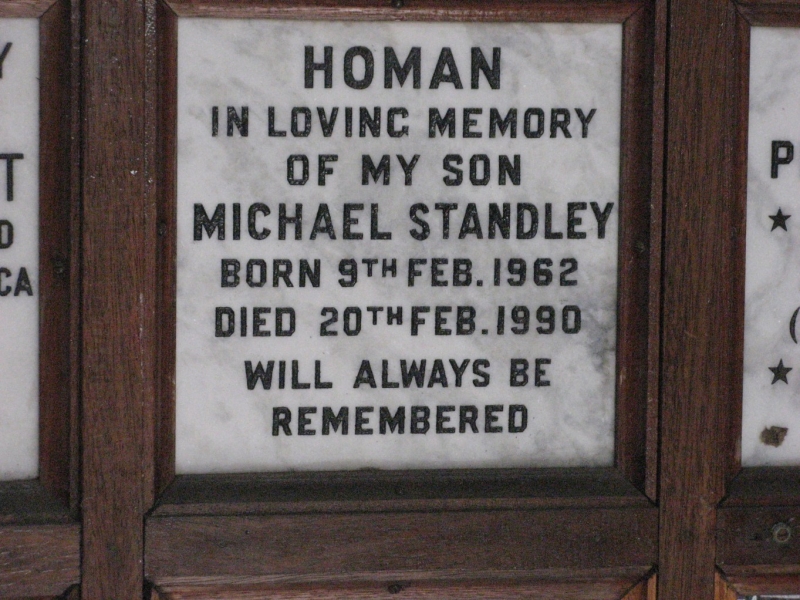 HOMAN
IN LOVING MEMORY
OF MY SON
MICHAEL STANDLEY
BORN 9TH FEB. 1962
DIED 20TH FEB. 1990
WILL ALWAYS BE
REMEMBERED